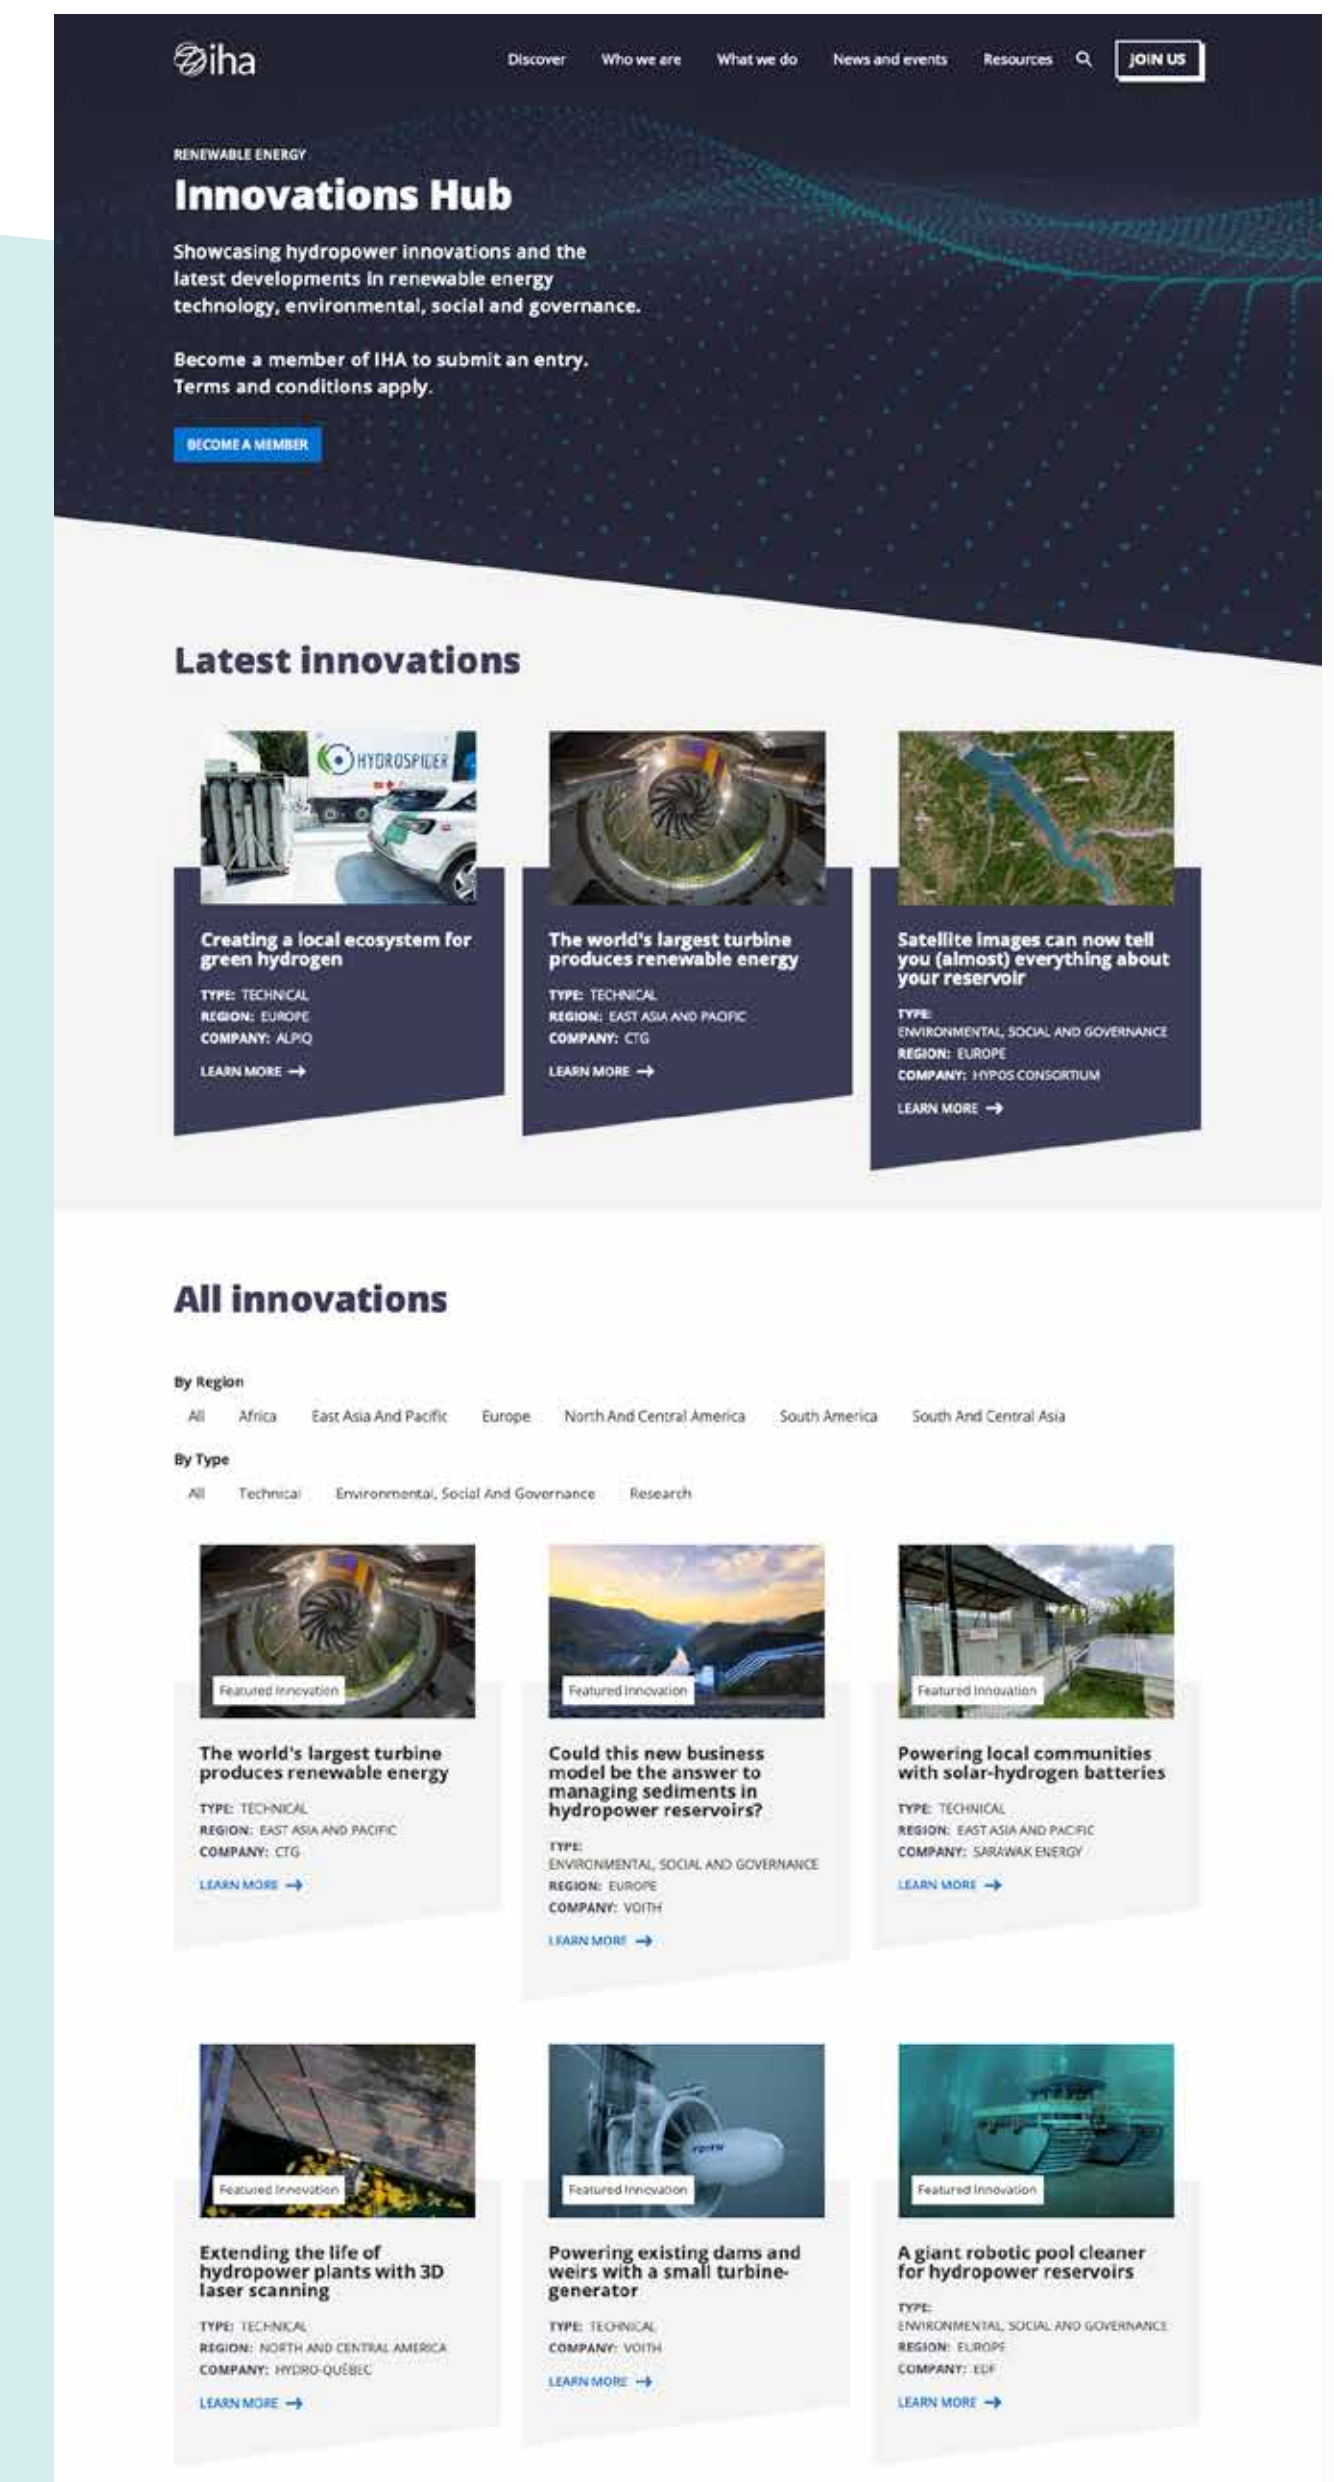 iha
Discover Who we are What we do News and events Resources JOIN US
RENEWABLE ENERGY
Innovations Hub
Showcasing hydropower innovations and the
latest developments in renewable energy
technology, environmental, social and governance.
Become a member of IHA to submit an entry.
Terms and conditions apply.
BECOME A MEMBER
Latest innovations
HYDROSPIDER
Creating a local ecosystem for
green hydrogen
TYPE: TECHNICAL
REGION: EUROPE
COMPANY: ALPIQ
LEARN MORE →
The world's largest turbine
produces renewable energy
TYPE: TECHNICAL
REGION: EAST ASIA AND PACIFIC
COMPANY: CTG
LEARN MORE →
Satellite images can now tell
you (almost) everything about
your reservoir
TYPE:
ENVIRONMENTAL, SOCIAL AND GOVERNANCE
REGION: EUROPE
COMPANY: HYPOS CONSORTIUM
LEARN MORE →
All innovations
By Region
All Africa East Asia And Pacific Europe North And Central America South America South And Central Asia
By Type
All Technical Environmental, Social And Governance Research
Featured Innovation
The world's largest turbine
produces renewable energy
TYPE: TECHNICAL
REGION: EAST ASIA AND PACIFIC
COMPANY: CTG
LEARN MORE →
Featured Innovation
Could this new business
model be the answer to
managing sediments in
hydropower reservoirs?
TYPE:
ENVIRONMENTAL, SOCIAL AND GOVERNANCE
REGION: EUROPE
COMPANY: VOITH
LEARN MORE →
Featured Innovation
Powering local communities
with solar-hydrogen batteries
TYPE: TECHNICAL
REGION: EAST ASIA AND PACIFIC
COMPANY: SARAWAK ENERGY
LEARN MORE →
Featured Innovation
Extending the life of
hydropower plants with 3D
laser scanning
TYPE: TECHNICAL
REGION: NORTH AND CENTRAL AMERICA
COMPANY: HYDRO-QUÉBEC
LEARN MORE →
Featured Innovation
Powering existing dams and
weirs with a small turbine-
generator
TYPE: TECHNICAL
COMPANY: VOITH
LEARN MORE →
Featured Innovation
A giant robotic pool cleaner
for hydropower reservoirs
TYPE:
ENVIRONMENTAL, SOCIAL AND GOVERNANCE
REGION: EUROPE
COMPANY: EDF
LEARN MORE →